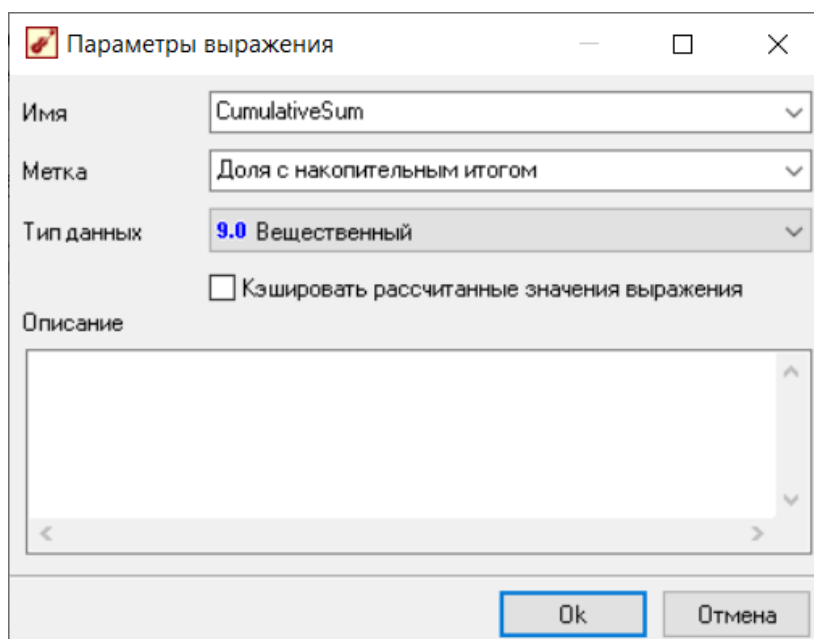 Параметры выражения
Имя CumulativeSum
Метка Доля с накопительным итогом
Тип данных 9.0 Вещественный
Кэшировать рассчитанные значения выражения
Описание
Ok Отмена